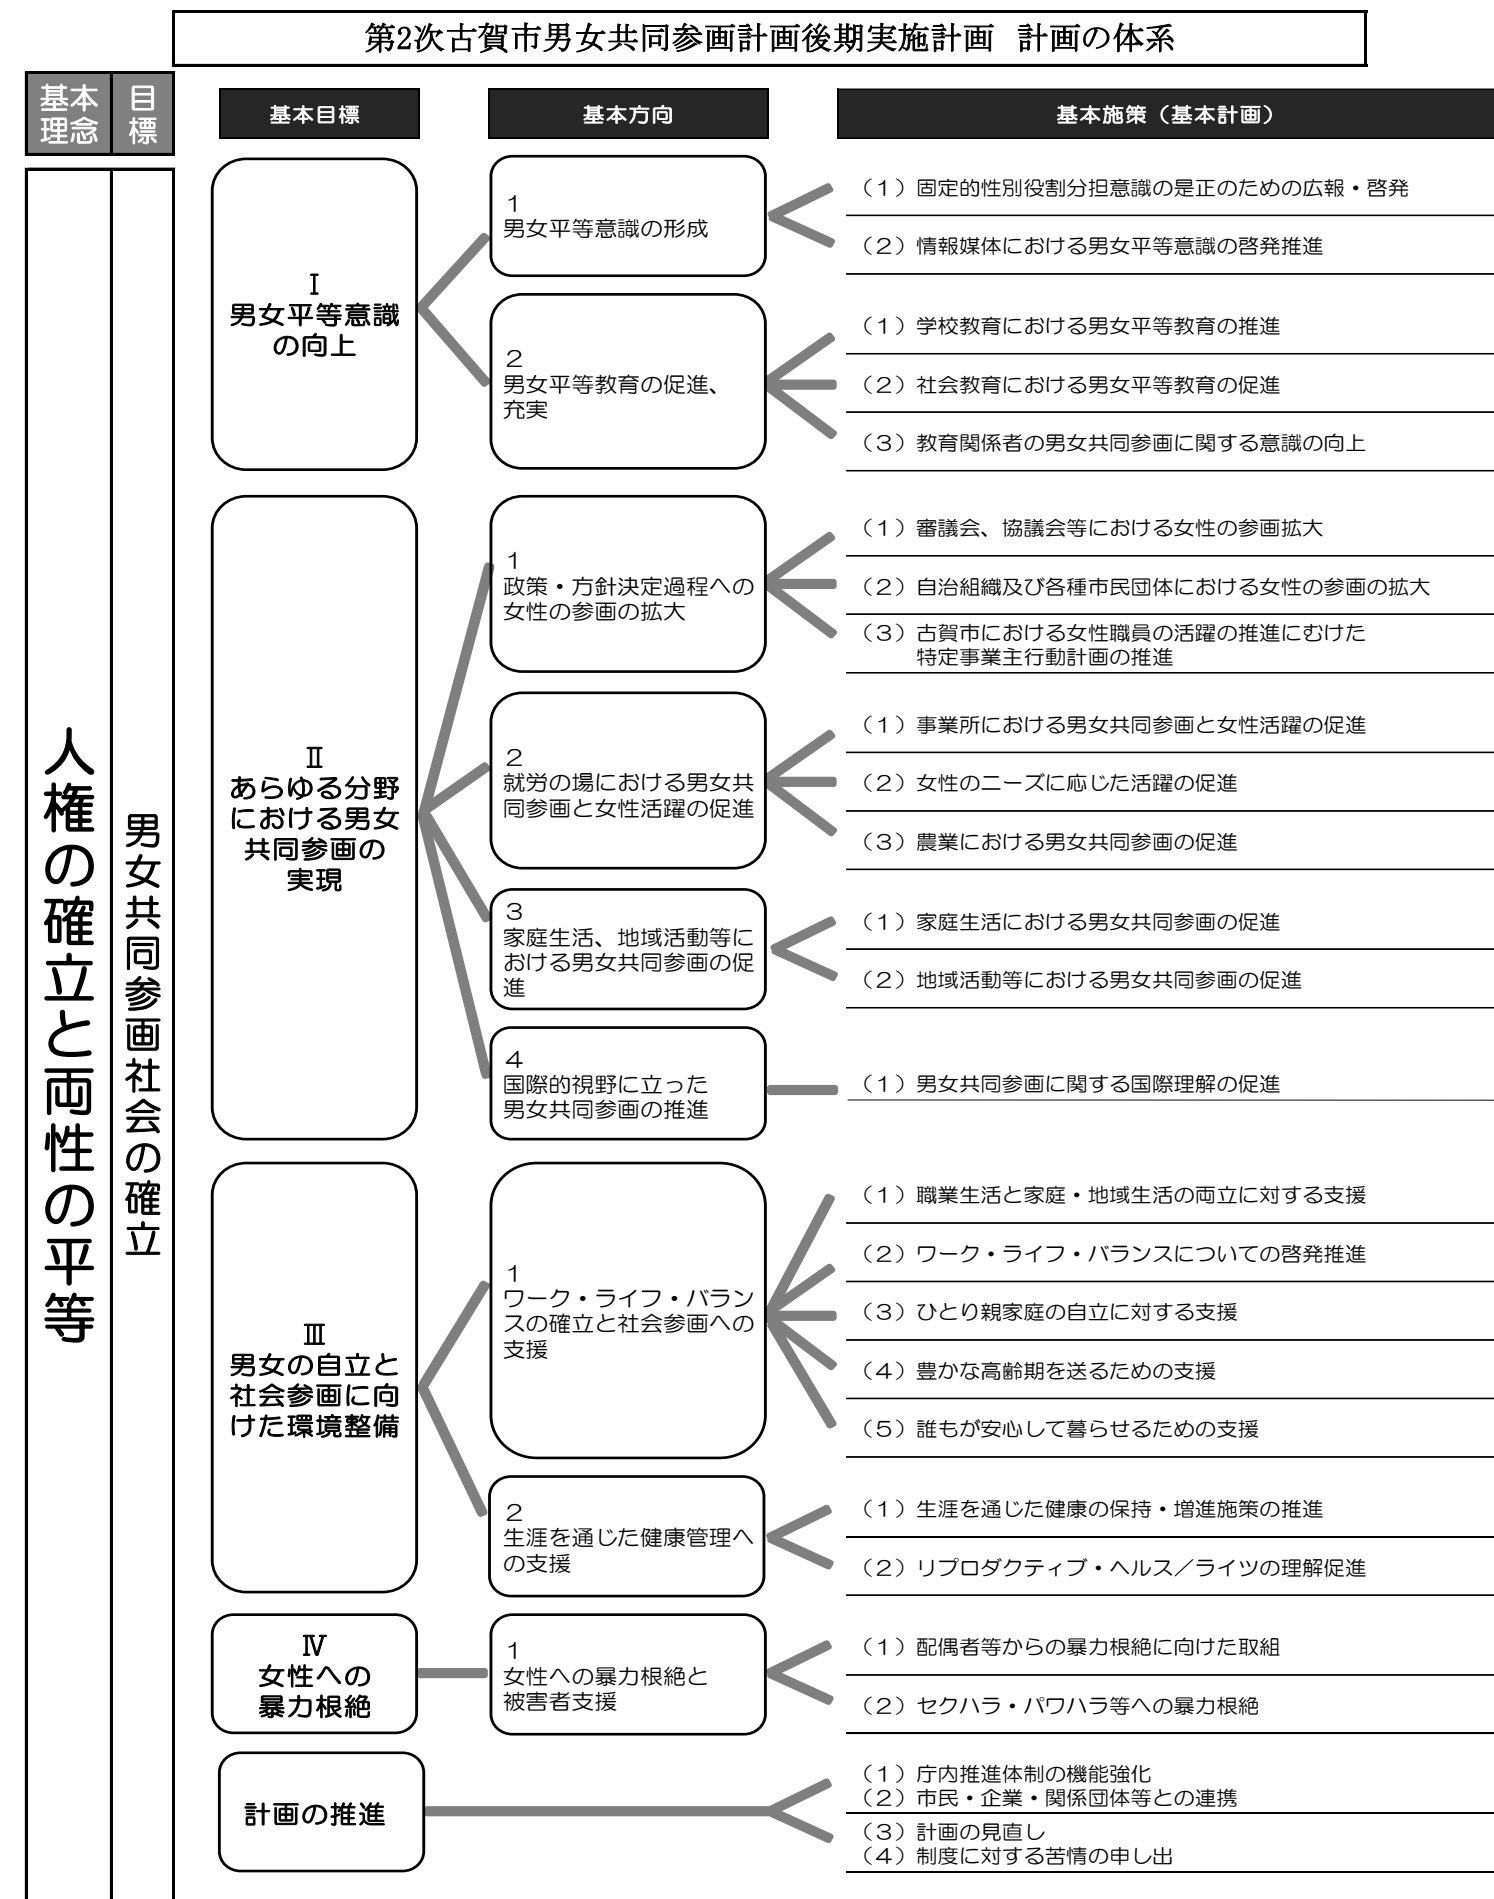 第2次古賀市男女共同参画計画後期実施計画 計画の体系
基本
理念
目
標
基本目標
基本方向
基本施策（基本計画）
人権の確立と両性の平等
男女共同参画社会の確立
Ⅰ
男女平等意識
の向上
1
男女平等意識の形成
（１）固定的性別役割分担意識の是正のための広報・啓発
（２）情報媒体における男女平等意識の啓発推進
2
男女平等教育の促進、
充実
（１）学校教育における男女平等教育の推進
（２）社会教育における男女平等教育の促進
（３）教育関係者の男女共同参画に関する意識の向上
Ⅱ
あらゆる分野
における男女
共同参画の
実現
1
政策・方針決定過程への
女性の参画の拡大
（１）審議会、協議会等における女性の参画拡大
（２）自治組織及び各種市民団体における女性の参画の拡大
（３）古賀市における女性職員の活躍の推進にむけた
特定事業主行動計画の推進
2
就労の場における男女共
同参画と女性活躍の促進
（１）事業所における男女共同参画と女性活躍の促進
（２）女性のニーズに応じた活躍の促進
（３）農業における男女共同参画の促進
3
家庭生活、地域活動等に
おける男女共同参画の促
進
（１）家庭生活における男女共同参画の促進
（２）地域活動等における男女共同参画の促進
4
国際的視野に立った
男女共同参画の推進
（１）男女共同参画に関する国際理解の促進
Ⅲ
男女の自立と
社会参画に向
けた環境整備
1
ワーク・ライフ・バラン
スの確立と社会参画への
支援
（１）職業生活と家庭・地域生活の両立に対する支援
（２）ワーク・ライフ・バランスについての啓発推進
（３）ひとり親家庭の自立に対する支援
（４）豊かな高齢期を送るための支援
（５）誰もが安心して暮らせるための支援
2
生涯を通じた健康管理へ
の支援
（１）生涯を通じた健康の保持・増進施策の推進
（２）リプロダクティブ・ヘルス／ライツの理解促進
Ⅳ
女性への
暴力根絶
1
女性への暴力根絶と
被害者支援
（１）配偶者等からの暴力根絶に向けた取組
（２）セクハラ・パワハラ等への暴力根絶
計画の推進
（１）庁内推進体制の機能強化
（２）市民・企業・関係団体等との連携
（３）計画の見直し
（４）制度に対する苦情の申し出